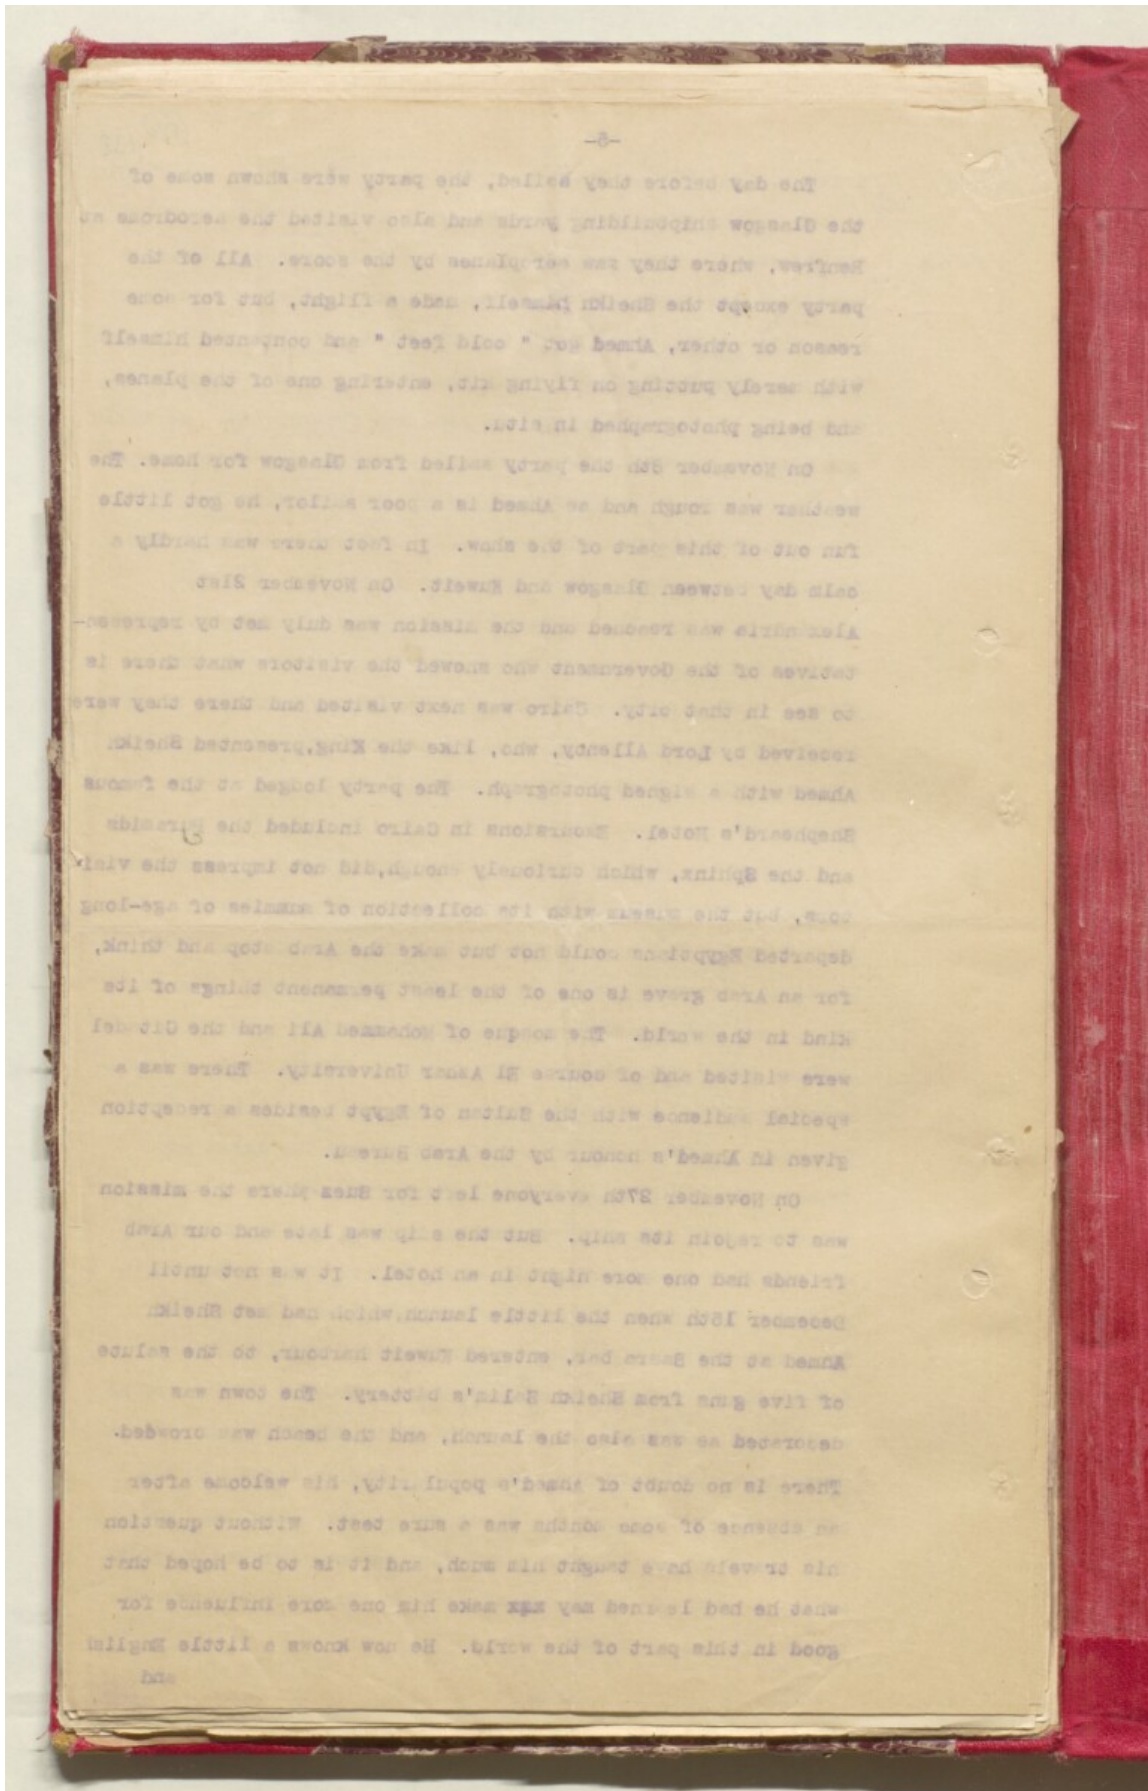 -6-
The day before they sailed, the party were shown some of
the Glasgow shipbuilding yards and also visited the aerodrome at
Renfrew, where they saw aeroplanes by the score. All of the
party except the Sheikh himself, made a flight, but for some
reason or other, Ahmed got " cold feet " and contented himself
with merely putting on flying kit, entering one of the planes,
and being photographed in situ.
On November 8th the party sailed from Glasgow for home. The
weather was rough and as Ahmed is a poor sailor, he got little
fun out of this part of the show. In fact there was hardly a
calm day between Glasgow and Kuweit. On November 21st
Alexandria was reached and the mission was duly met by represen-
tatives of the Government who shewed the visitors what there is
to see in that city. Cairo was next visited and there they were
received by Lord Allenby, who, like the King,presented Sheikh
Ahmed with a signed photograph. The party lodged at the famous
Shepheard's Hotel. Excursions in Cairo included the Pyramids
and the Sphinx, which curiously enough,did not impress the visi-
tors, but the museum with its collection of mummies of age-long
departed Egyptians could not but make the Arab stop and think,
for an Arab grave is one of the least permanent things of its
kind in the world. The mosque of Mohammed Ali and the Citadel
were visited and of course El Azhar University. There was a
special audience with the Sultan of Egypt besides a reception
given in Ahmed's honour by the Arab Bureau.
On November 27th everyone left for Suez where the mission
was to rejoin its ship. But the ship was late and our Arab
friends had one more night in an hotel. It was not until
December 15th when the little launch,which had met Sheikh
Ahmed at the Basra bar, entered Kuweit harbour, to the salute
of five guns from Sheikh Salim's battery. The town was
decorated as was also the launch, and the beach was crowded.
There is no doubt of Ahmed's popularity, his welcome after
an absence of some months was a sure test. Without question
his travels have taught him much, and it is to be hoped that
what he had learned may make him one more influence for
good in this part of the world. He now knows a little English
and